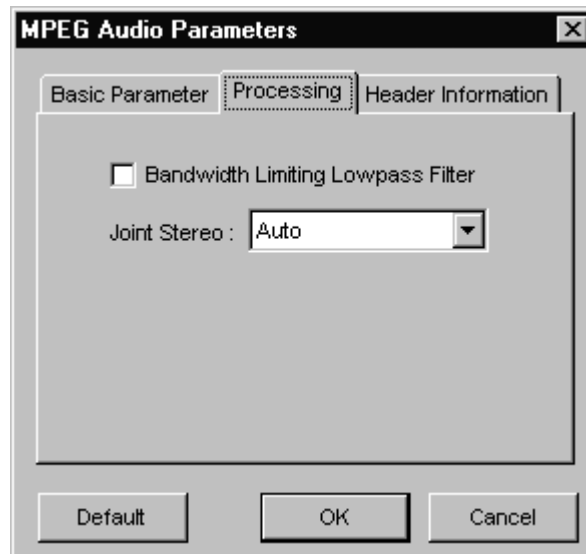 MPEG Audio Parameters
Basic Parameter Processing Header Information
Bandwidth Limiting Lowpass Filter
Joint Stereo : Auto
Default OK Cancel